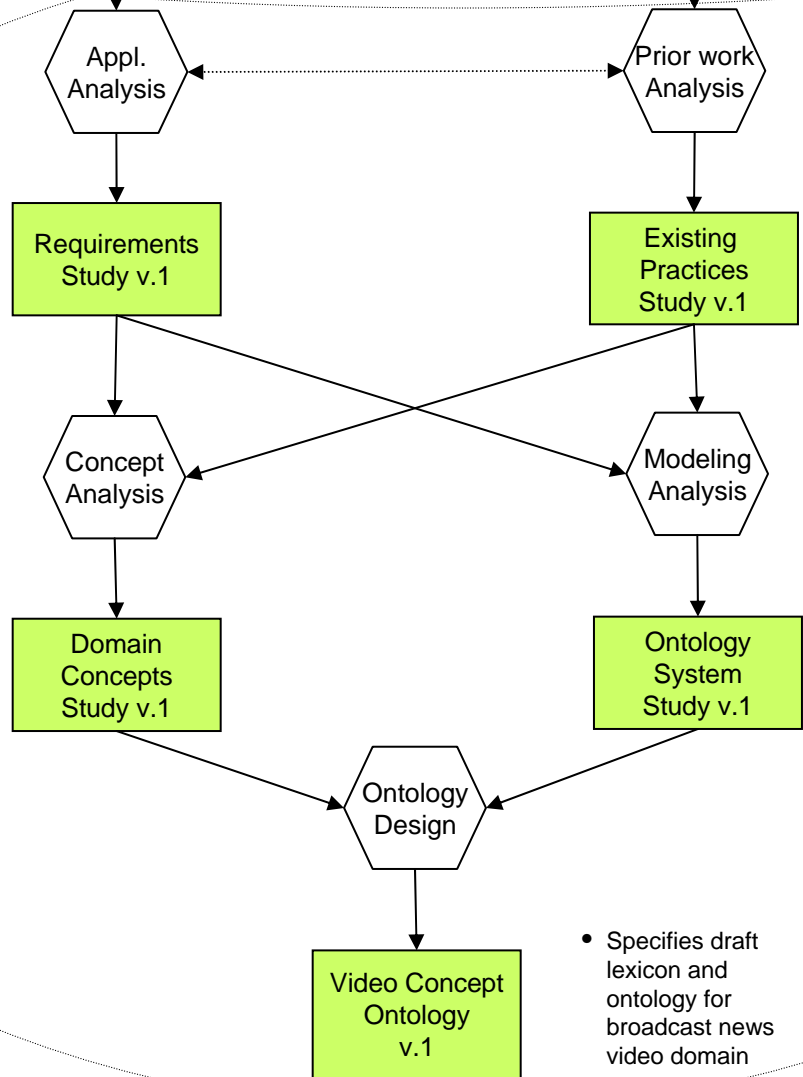 Appl.
Analysis
Prior work
Analysis
Requirements
Study v.1
Existing
Practices
Study v.1
Concept
Analysis
Modeling
Analysis
Domain
Concepts
Study v.1
Ontology
System
Study v.1
Ontology
Design
Video Concept
Ontology
v.1
• Specifies draft
lexicon and
ontology for
broadcast news
video domain